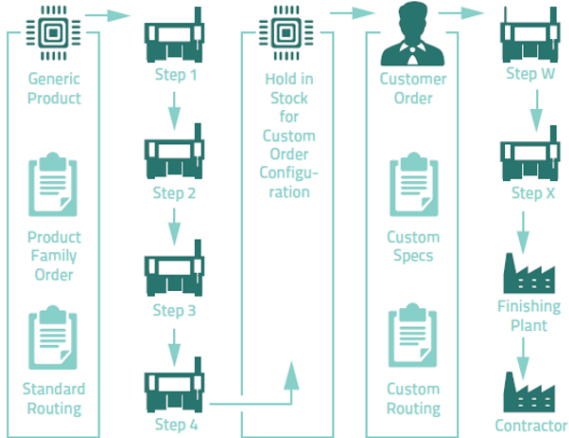 Generic
Product
Product
Family
Order
Standard
Routing
Step 1
Step 2
Step 3
Step 4
Hold in
Stock
for
Custom
Order
Configu-
ration
Customer
Order
Custom
Specs
Custom
Routing
Step W
Step X
Finishing
Plant
Contractor